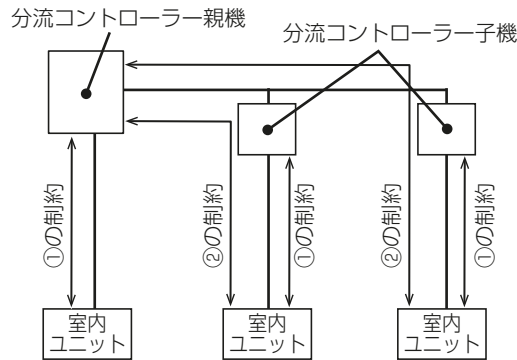 分流コントローラー親機
分流コントローラー子機
①の制約
②の制約
①の制約
②の制約
①の制約
室内
ユニット
室内
ユニット
室内
ユニット